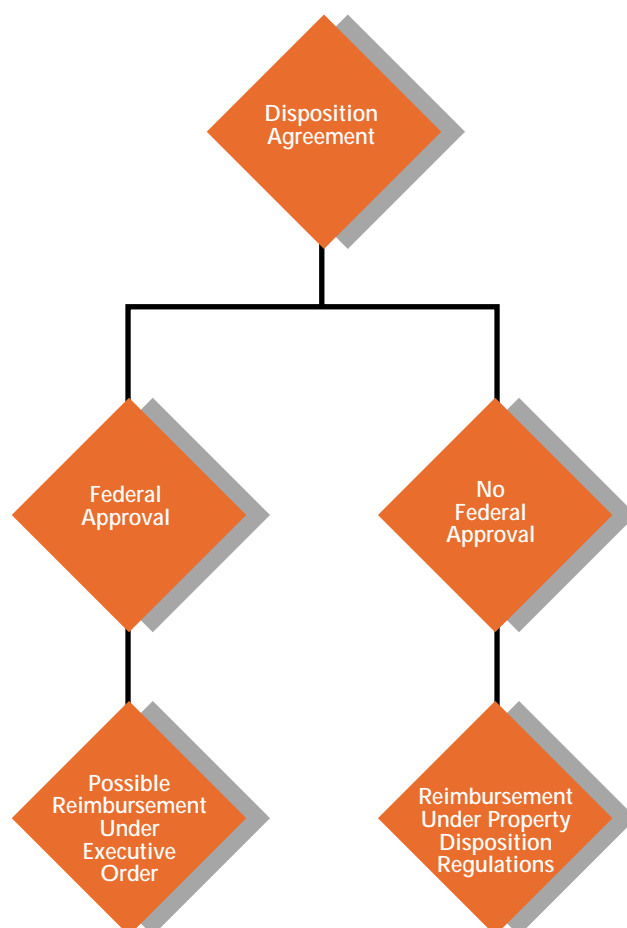 Disposition
Agreement
Federal
Approval
No
Federal
Approval
Possible
Reimbursement
Under
Executive
Order
Reimbursement
Under Property
Disposition
Regulations